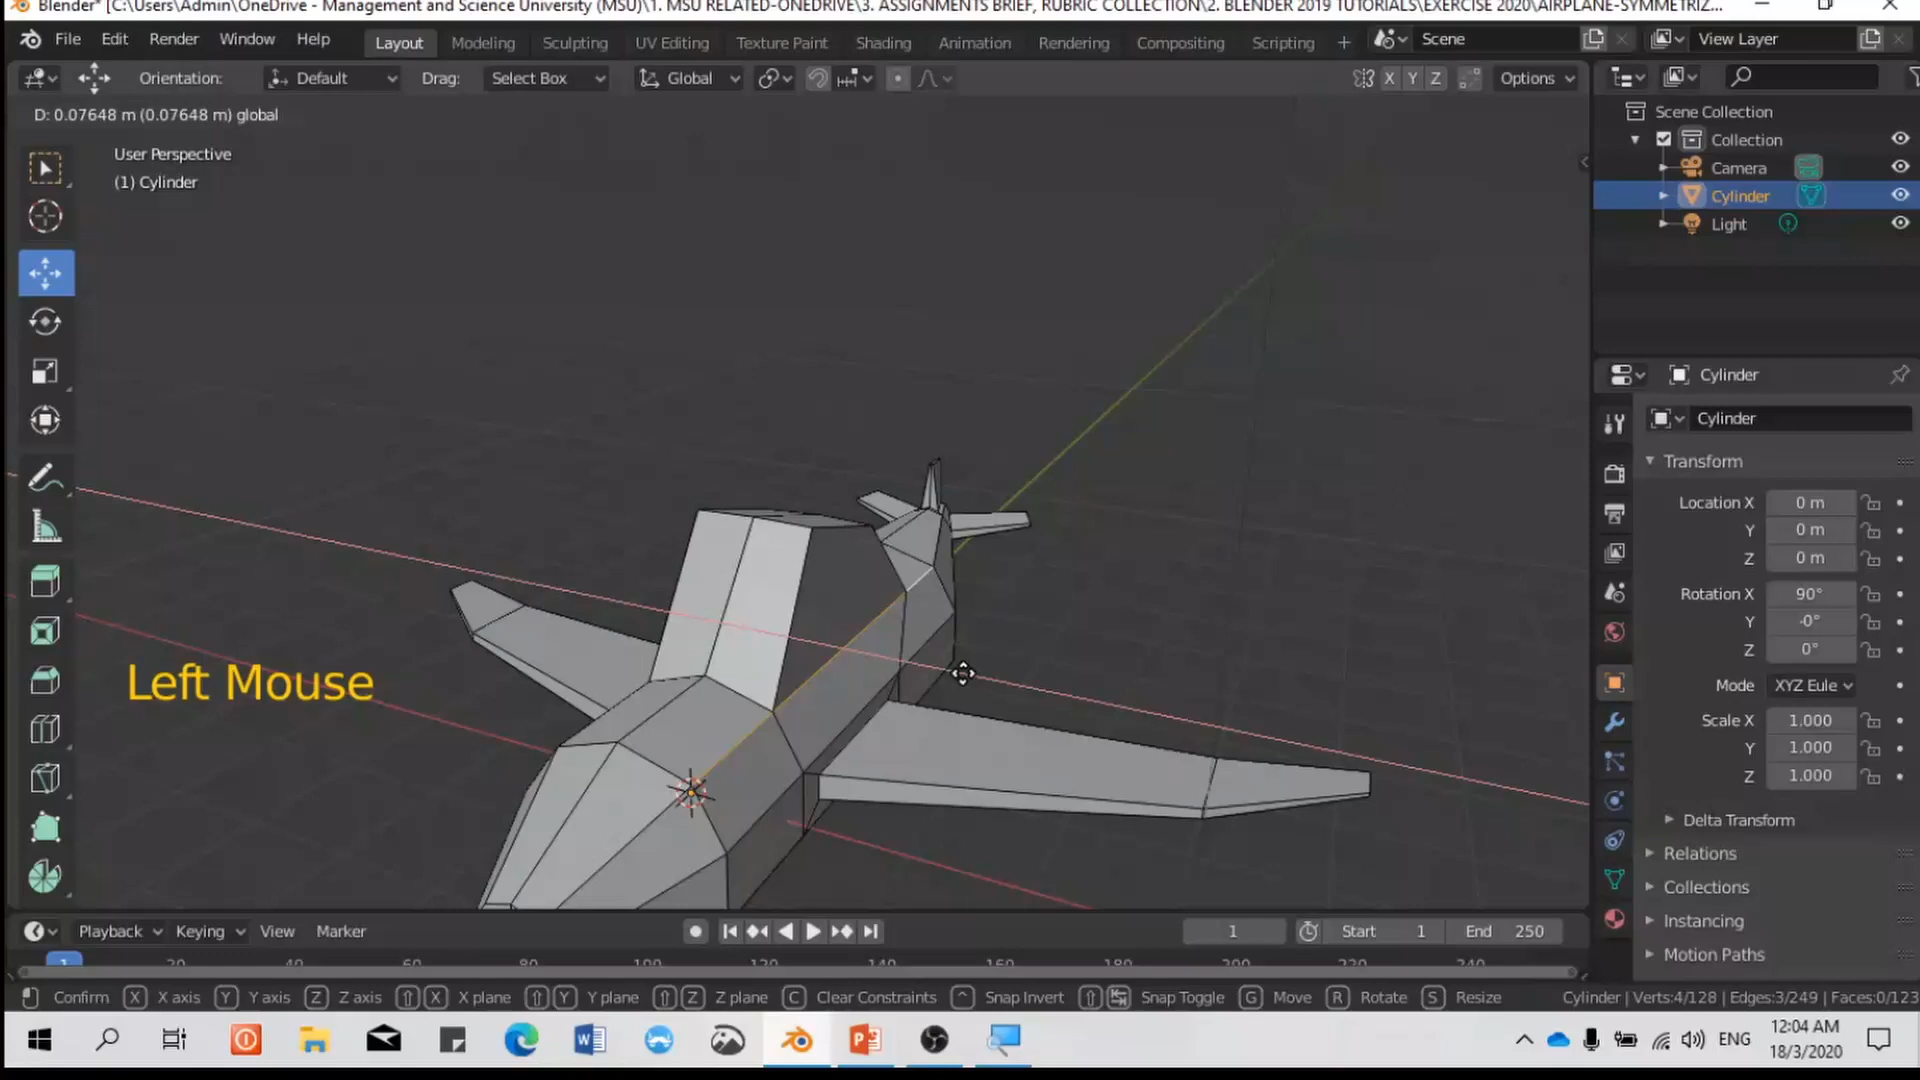 Blender* [C:\Users\Admin\OneDrive - Management and Science University (MSU)\1. MSU RELATED-ONEDRIVE\3. ASSIGNMENTS BRIEF, RUBRIC COLLECTION\2. BLENDER 2019 TUTORIALS\EXERCISE 2020\AIRPLANE-SYMMETRIZ...
File Edit Render Window Help Layout Modeling Sculpting UV Editing Texture Paint Shading Animation Rendering Compositing Scripting + Scene View Layer
Orientation: Default Drag: Select Box Global X Y Z Options
D: 0.07648 m (0.07648 m) global
User Perspective
(1) Cylinder
Scene Collection
Collection
Camera
Cylinder
Light
Cylinder
Cylinder
Transform
Location X 0 m
Y 0 m
Z 0 m
Rotation X 90°
Y -0°
Z 0°
Mode XYZ Eule
Scale X 1.000
Y 1.000
Z 1.000
Delta Transform
Relations
Collections
Instancing
Motion Paths
Left Mouse
Playback Keying View Marker 1 Start 1 End 250
1 20 40 60 80 100 120 140 160 180 200 220 240
Confirm X X axis Y Y axis Z Z axis X X plane Y Y plane Z Z plane C Clear Constraints ^ Snap Invert Snap Toggle G Move R Rotate S Resize Cylinder | Verts:4/128 | Edges:3/249 | Faces:0/123
ENG
12:04 AM
18/3/2020